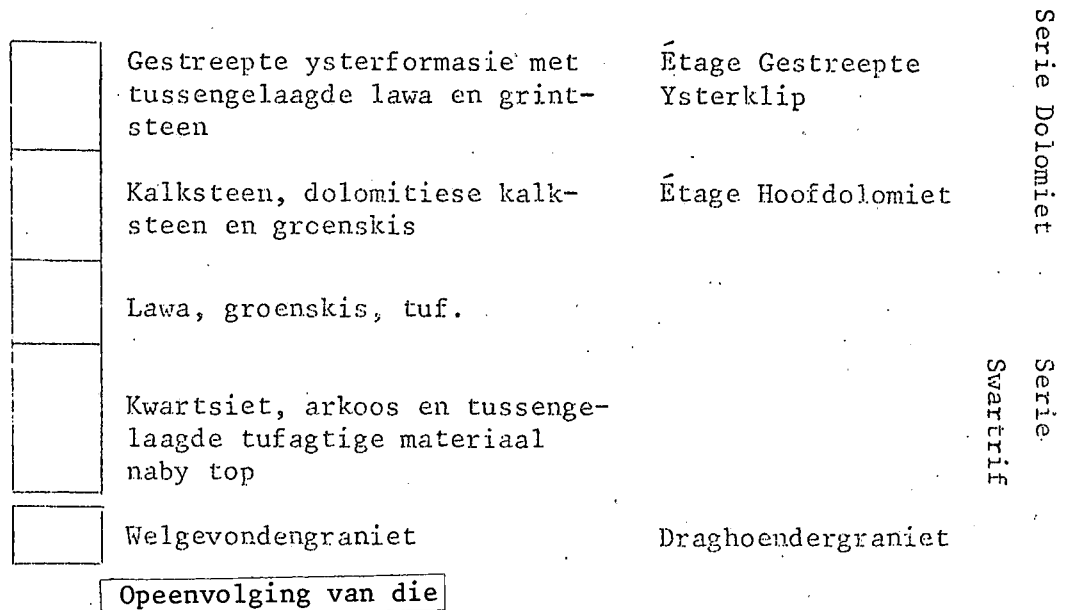 Gestreepte ysterformasie met
tussengelaagde lawa en grint-
steen
Étage Gestreepte
Ysterklip
Kalksteen, dolomitiese kalk-
steen en grcenskis
Étage Hoofdolomiet
Serie Dolomiet
Lawa, groenskis, tuf.
Kwartsiet, arkoos en tussenge-
laagde tufagtige materiaal
naby top
Serie
Swartrif
Welgevondengraniet
Draghoendergraniet
Opeenvolging van die